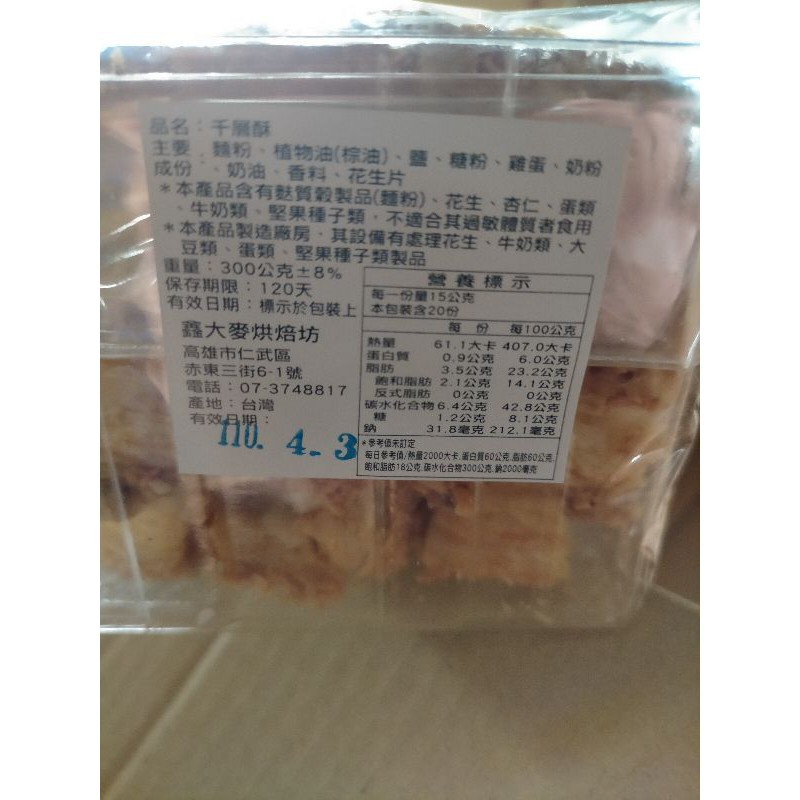 品名：千層酥
主要．麵粉．植物油(棕油)、鹽、糖粉、雞蛋、奶粉
成份．、奶油．香料、花生片
＊本產品含有麩質穀製品(麵粉)、花生、杏仁、蛋類
、牛奶類、堅果種子類．不適合其過敏體質者食用
＊本產品製造廠房．其設備有處理花生、牛奶類、大
豆類、蛋類、堅果種子類製品
重量：300公克±8%
保存期限：120天
有效日期：標示於包裝上
鑫大麥烘焙坊
高雄市仁武區
赤東三街6-1號
電話：07-3748817
產地：台灣
有效日期：
110. 4. 3
營養標示
每一份量15公克
本包裝含20份
每 份 每100公克
熱量 61.1大卡 407.0大卡
蛋白質 0.9公克 6.0公克
脂肪 3.5公克 23.2公克
飽和脂肪 2.1公克 14.1公克
反式脂肪 0公克 0公克
碳水化合物 6.4公克 42.8公克
糖 1.2公克 8.1公克
鈉 31.8毫克 212.1毫克
＊參考值未訂定
每日參考值/熱量2000大卡.蛋白質60公克.脂肪60公克.
飽和脂肪18公克.碳水化合物300公克.鈉2000毫克